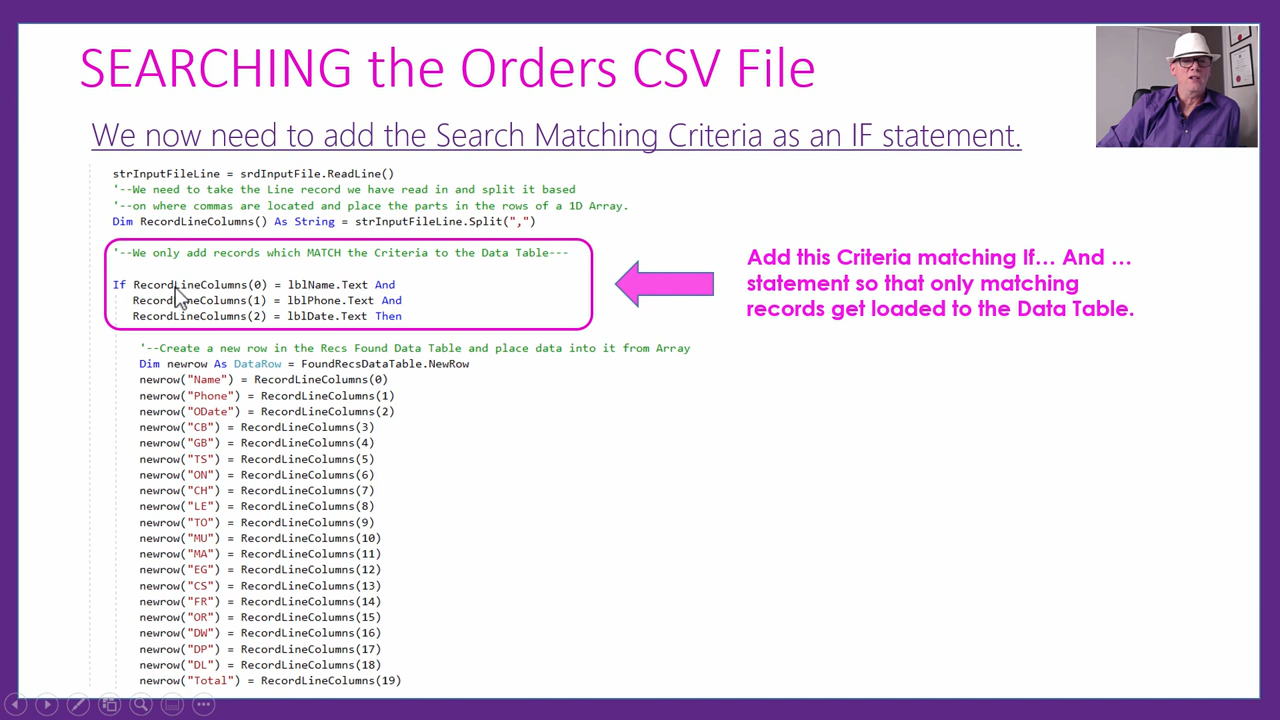 SEARCHING the Orders CSV File
We now need to add the Search Matching Criteria as an IF statement.
strInputFileLine = srdInputFile.ReadLine()
'--We need to take the Line record we have read in and split it based
'--on where commas are located and place the parts in the rows of a 1D Array.
Dim RecordLineColumns() As String = strInputFileLine.Split(",")
'--We only add records which MATCH the Criteria to the Data Table---
If RecordLineColumns(0) = lblName.Text And
RecordLineColumns(1) = lblPhone.Text And
RecordLineColumns(2) = lblDate.Text Then
Add this Criteria matching If... And ...
statement so that only matching
records get loaded to the Data Table.
'--Create a new row in the Recs Found Data Table and place data into it from Array
Dim newrow As DataRow = FoundRecsDataTable.NewRow
newrow("Name") = RecordLineColumns(0)
newrow("Phone") = RecordLineColumns(1)
newrow("ODate") = RecordLineColumns(2)
newrow("CB") = RecordLineColumns(3)
newrow("GB") = RecordLineColumns(4)
newrow("TS") = RecordLineColumns(5)
newrow("ON") = RecordLineColumns(6)
newrow("CH") = RecordLineColumns(7)
newrow("LE") = RecordLineColumns(8)
newrow("TO") = RecordLineColumns(9)
newrow("MU") = RecordLineColumns(10)
newrow("MA") = RecordLineColumns(11)
newrow("EG") = RecordLineColumns(12)
newrow("CS") = RecordLineColumns(13)
newrow("FR") = RecordLineColumns(14)
newrow("OR") = RecordLineColumns(15)
newrow("DW") = RecordLineColumns(16)
newrow("DP") = RecordLineColumns(17)
newrow("DL") = RecordLineColumns(18)
newrow("Total") = RecordLineColumns(19)